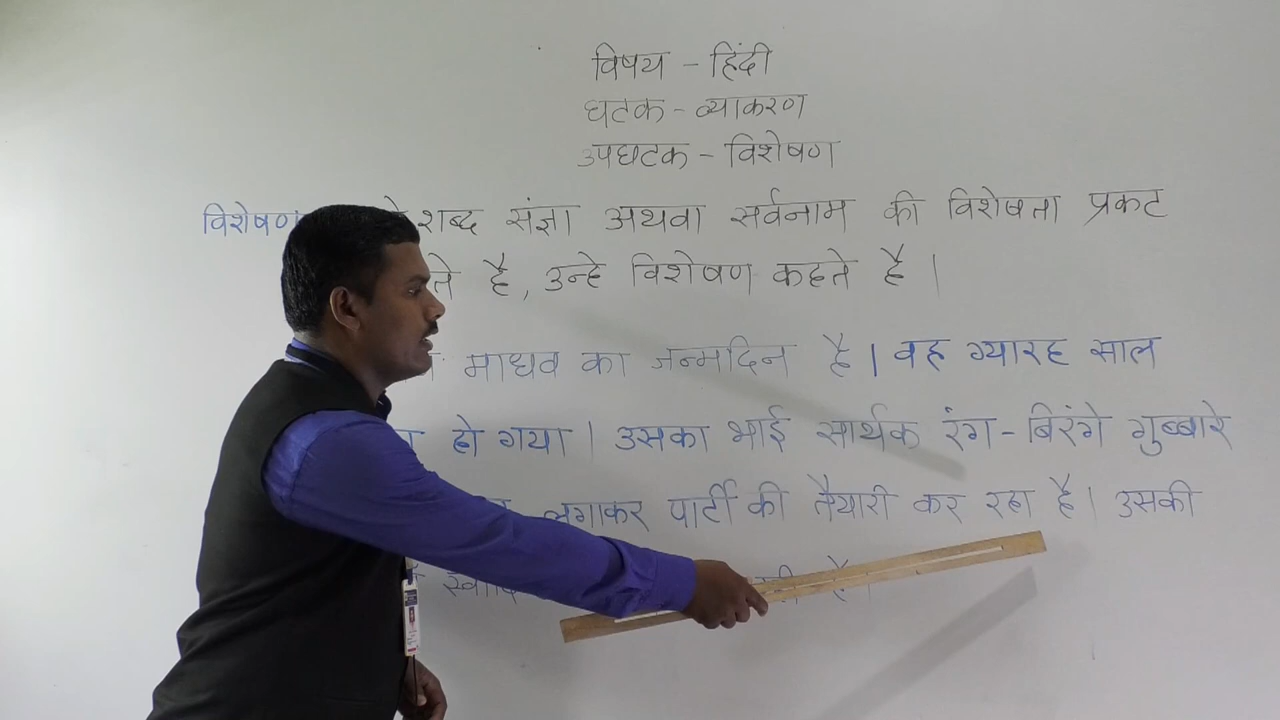 विषय - हिंदी
घटक - व्याकरण
उपघटक - विशेषण
विशेषण शब्द संज्ञा अथवा सर्वनाम की विशेषता प्रकट
है, उन्हे विशेषण कहते है |
माधव का जन्मदिन है | वह ग्यारह साल
हो गया | उसका भाई सार्थक रंग-बिरंगे गुब्बारे
लगाकर पार्टी की तैयारी कर रहा है | उसकी
है |